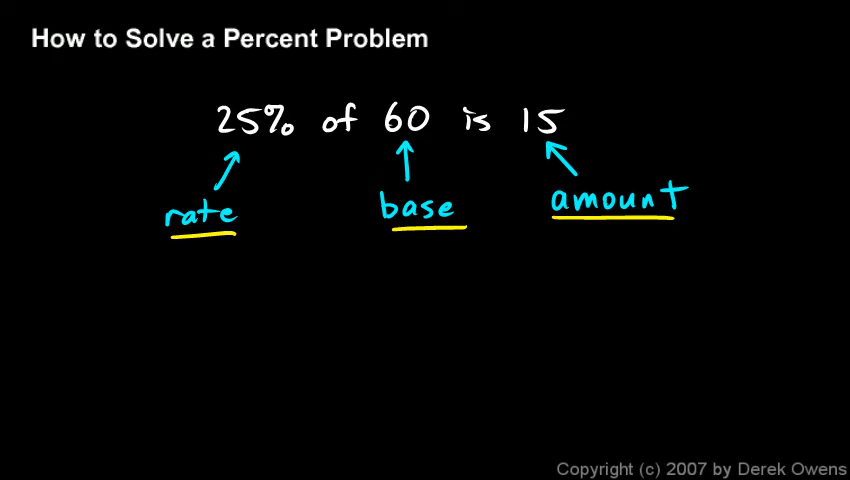 How to Solve a Percent Problem
25% of 60 is 15
rate base amount
Copyright (c) 2007 by Derek Owens